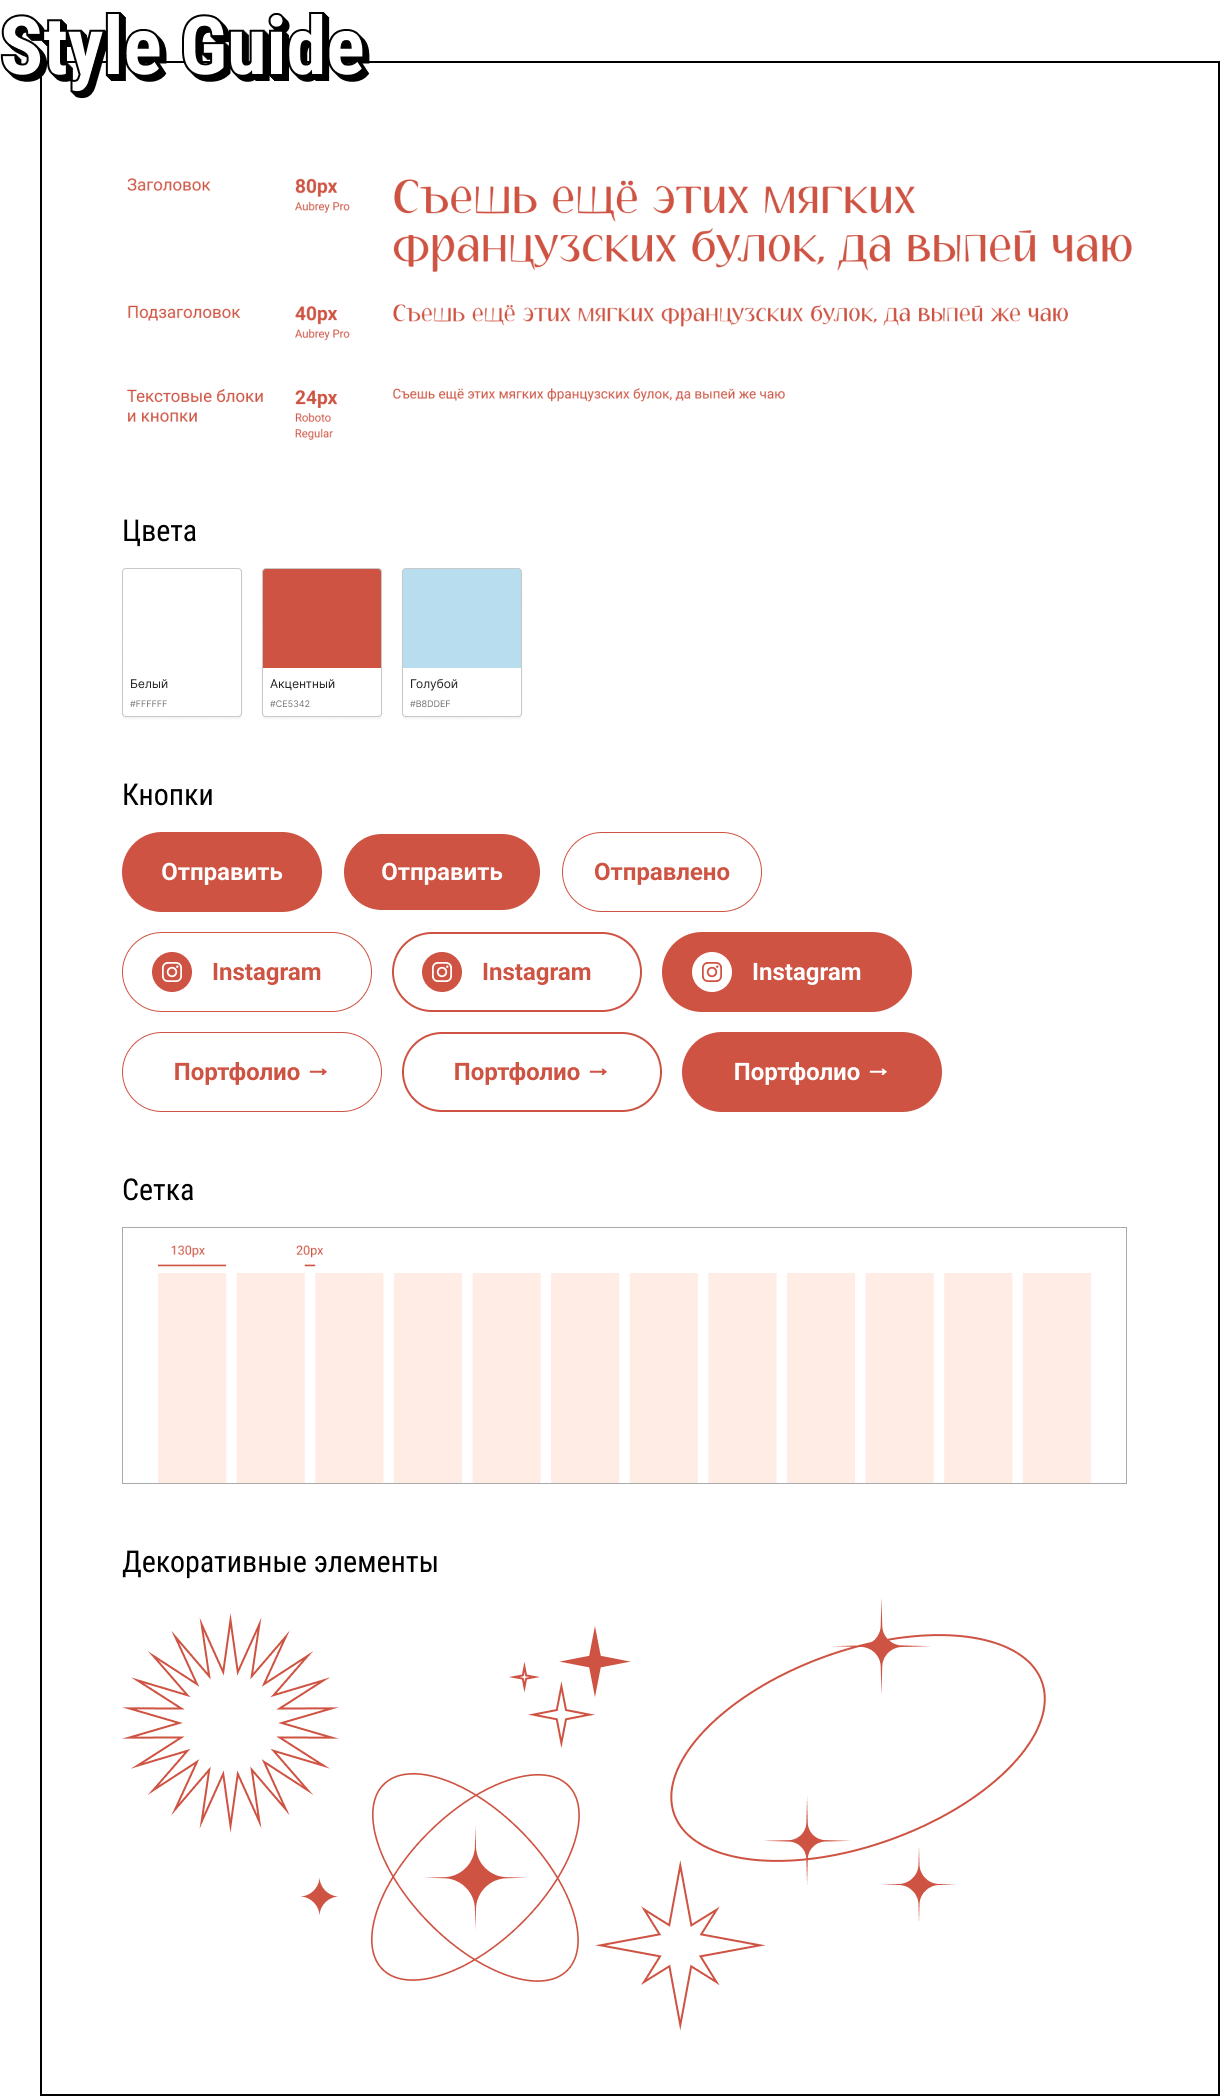 Style Guide
Заголовок
80px
Aubrey Pro
Съешь ещё этих мягких
французских булок, да выпей чаю
Подзаголовок
40px
Aubrey Pro
Съешь ещё этих мягких французских булок, да выпей же чаю
Текстовые блоки
и кнопки
24px
Roboto
Regular
Съешь ещё этих мягких французских булок, да выпей же чаю
Цвета
Белый
#FFFFFF
Акцентный
#CE5342
Голубой
#B8DDEF
Кнопки
Отправить
Отправить
Отправлено
Instagram
Instagram
Instagram
Портфолио →
Портфолио →
Портфолио →
Сетка
130px
20px
Декоративные элементы